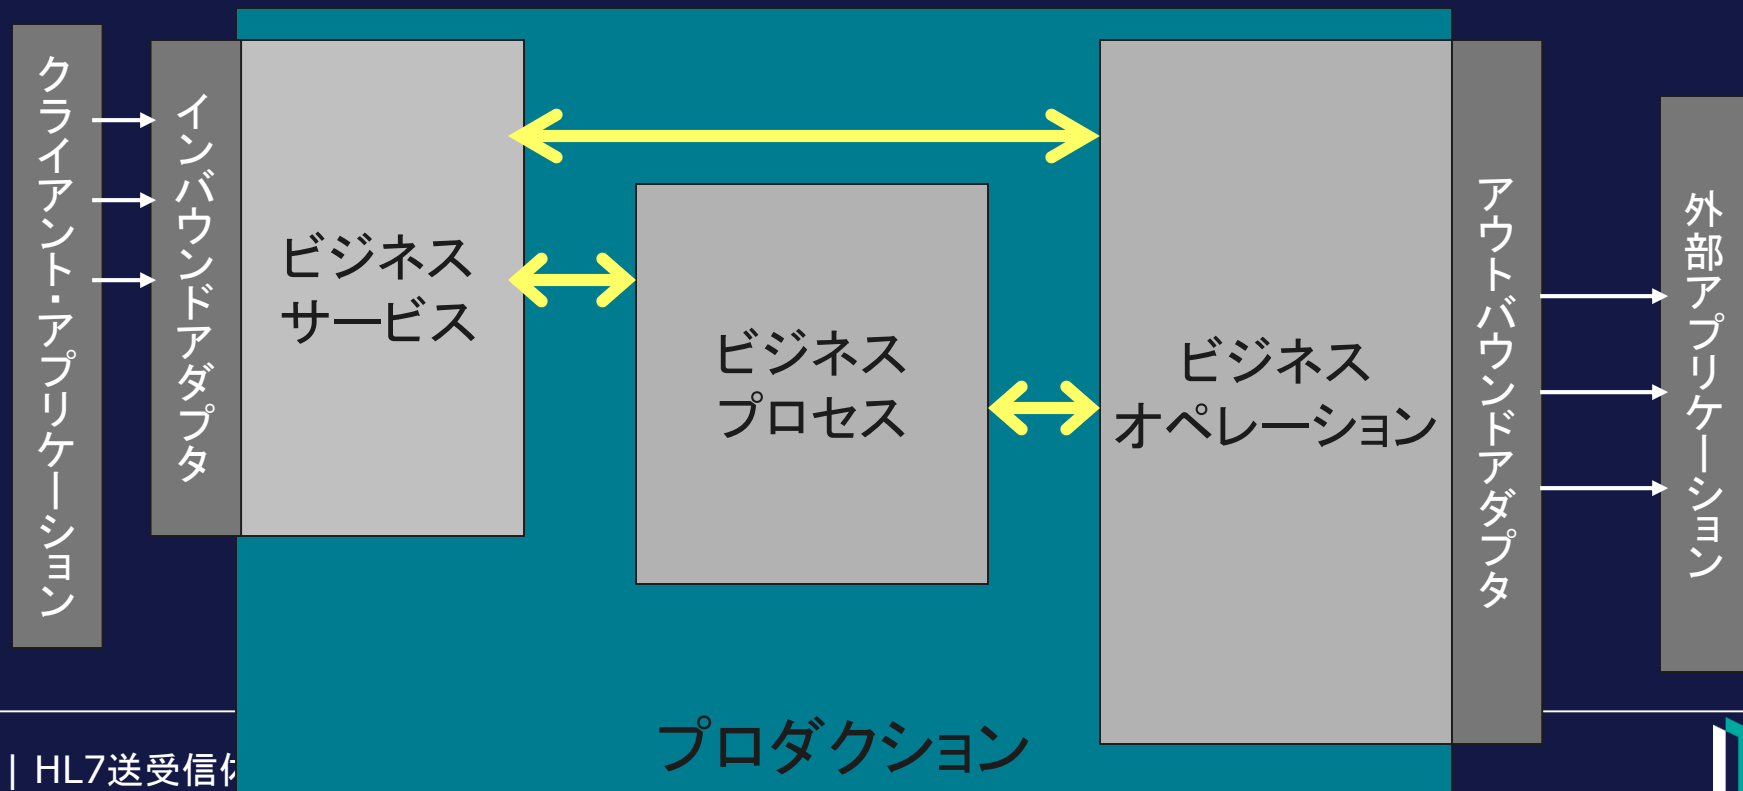 クライアント・アプリケーション
インバウンドアダプタ
ビジネス
サービス
ビジネス
プロセス
ビジネス
オペレーション
アウトバウンドアダプタ
外部アプリケーション
プロダクション
| HL7送受信